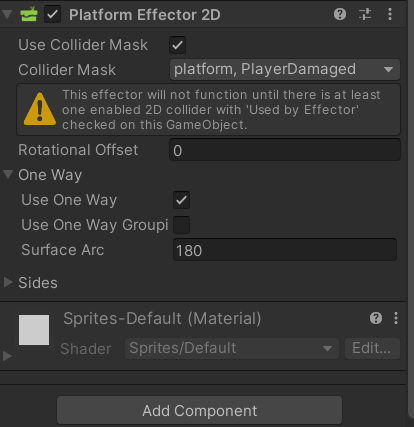 Platform Effector 2D
Use Collider Mask
Collider Mask platform, PlayerDamaged
This effector will not function until there is at least
one enabled 2D collider with 'Used by Effector'
checked on this GameObject.
Rotational Offset 0
One Way
Use One Way
Use One Way Groupi
Surface Arc 180
Sides
Sprites-Default (Material)
Shader Sprites/Default Edit...
Add Component